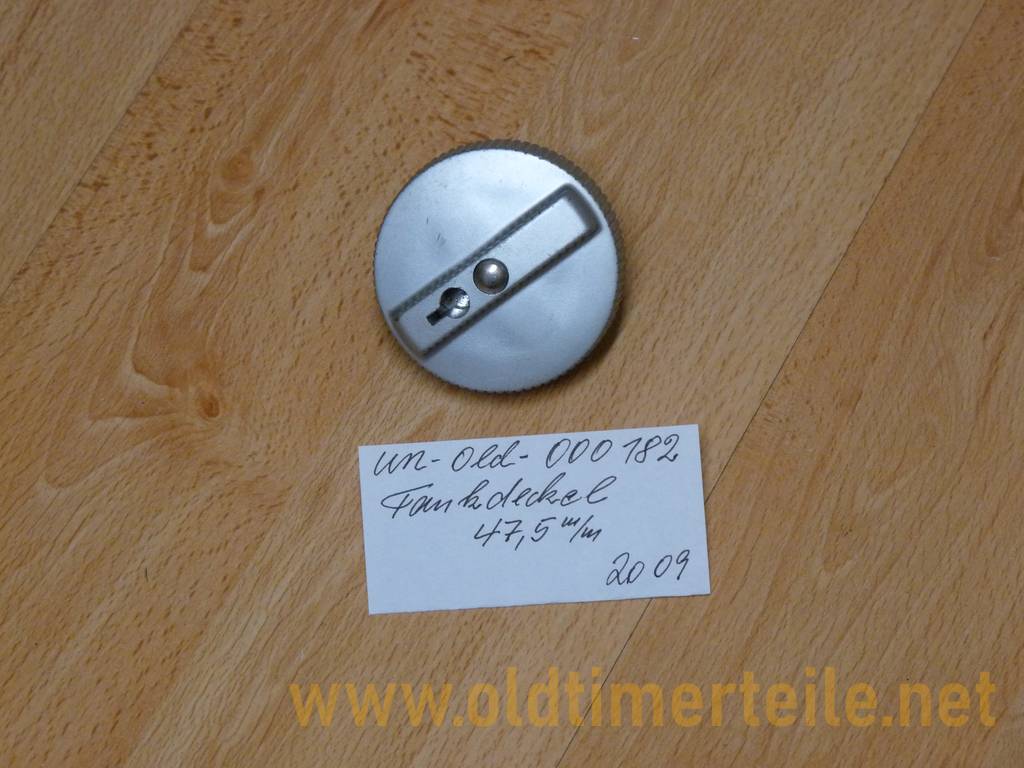 un-old-000182
Tankdeckel
47,5 m/m
2009
www.oldtimerteile.net